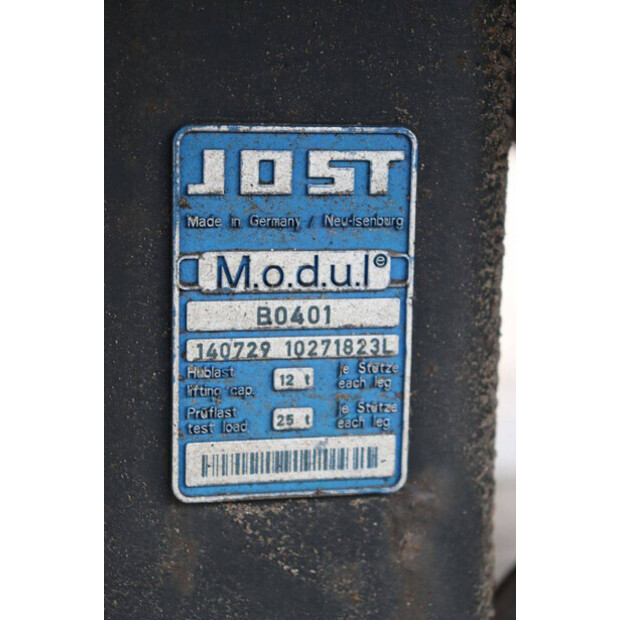 JOST
Made in Germany / Neu-Isenburg
M.o.d.u.l®
B0401
140729 10271823L
Hublast 12 t je Stütze
lifting cap. each leg
Prüflast 25 t je Stütze
test load each leg